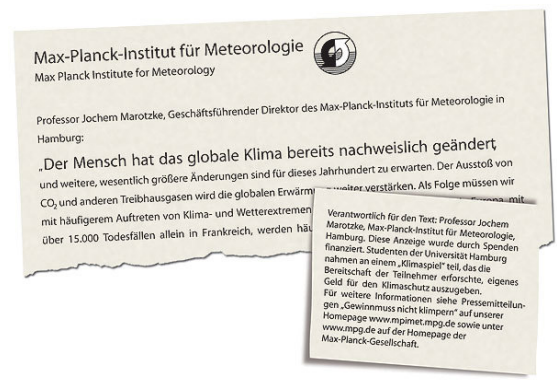 Max-Planck-Institut für Meteorologie
Max Planck Institute for Meteorology
Professor Jochem Marotzke, Geschäftsführender Direktor des Max-Planck-Instituts für Meteorologie in
Hamburg:
„Der Mensch hat das globale Klima bereits nachweislich geändert,
und weitere, wesentlich größere Änderungen sind für dieses Jahrhundert zu erwarten. Der Ausstoß von
CO₂ und anderen Treibhausgasen wird die globalen weiter verstärken. Als Folge müssen wir
mit häufigerem Auftreten von Klima- und Wetterextremen mit
über 15.000 Todesfällen allein in Frankreich, werden
Verantwortlich für den Text: Professor Jochem
Marotzke, Max-Planck-Institut für Meteorologie,
Hamburg. Diese Anzeige wurde durch Spenden
finanziert. Studenten der Universität Hamburg
nahmen an einem „Klimaspiel” teil, das die
Bereitschaft der Teilnehmer erforschte, eigenes
Geld für den Klimaschutz auszugeben.
Für weitere Informationen siehe Pressemitteilun-
gen „Gewinnmuss nicht klimpern” auf unserer
Homepage www.mpimet.mpg.de sowie unter
www.mpg.de auf der Homepage der
Max-Planck-Gesellschaft.